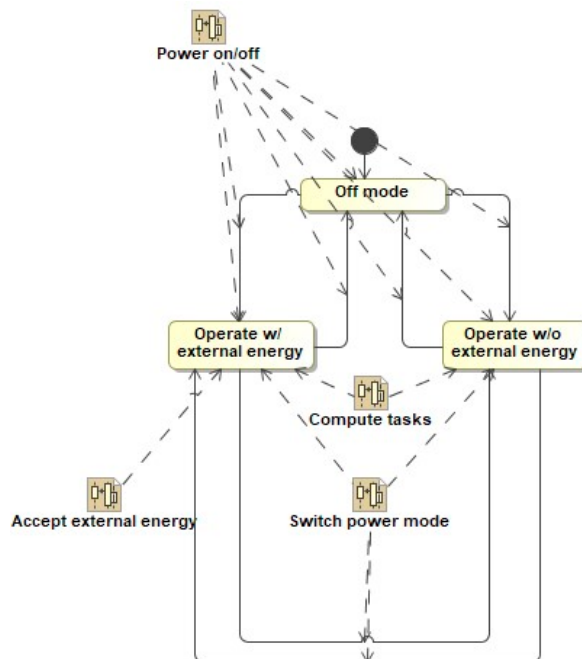 Power on/off
Off mode
Operate w/
external energy
Operate w/o
external energy
Compute tasks
Accept external energy
Switch power mode